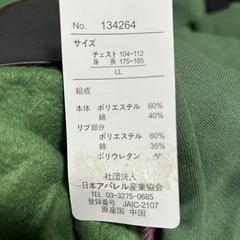 No. 134264
サイズ
チェスト 104~112
身 長 175~185
LL
組成
本体 ポリエステル 60%
綿 40%
リブ部分
ポリエステル 60%
綿 35%
ポリウレタン 5%
社団法人
日本アパレル産業協会
TEL 03-3275-0685
登録番号 JAIC-2107
原産国 中国